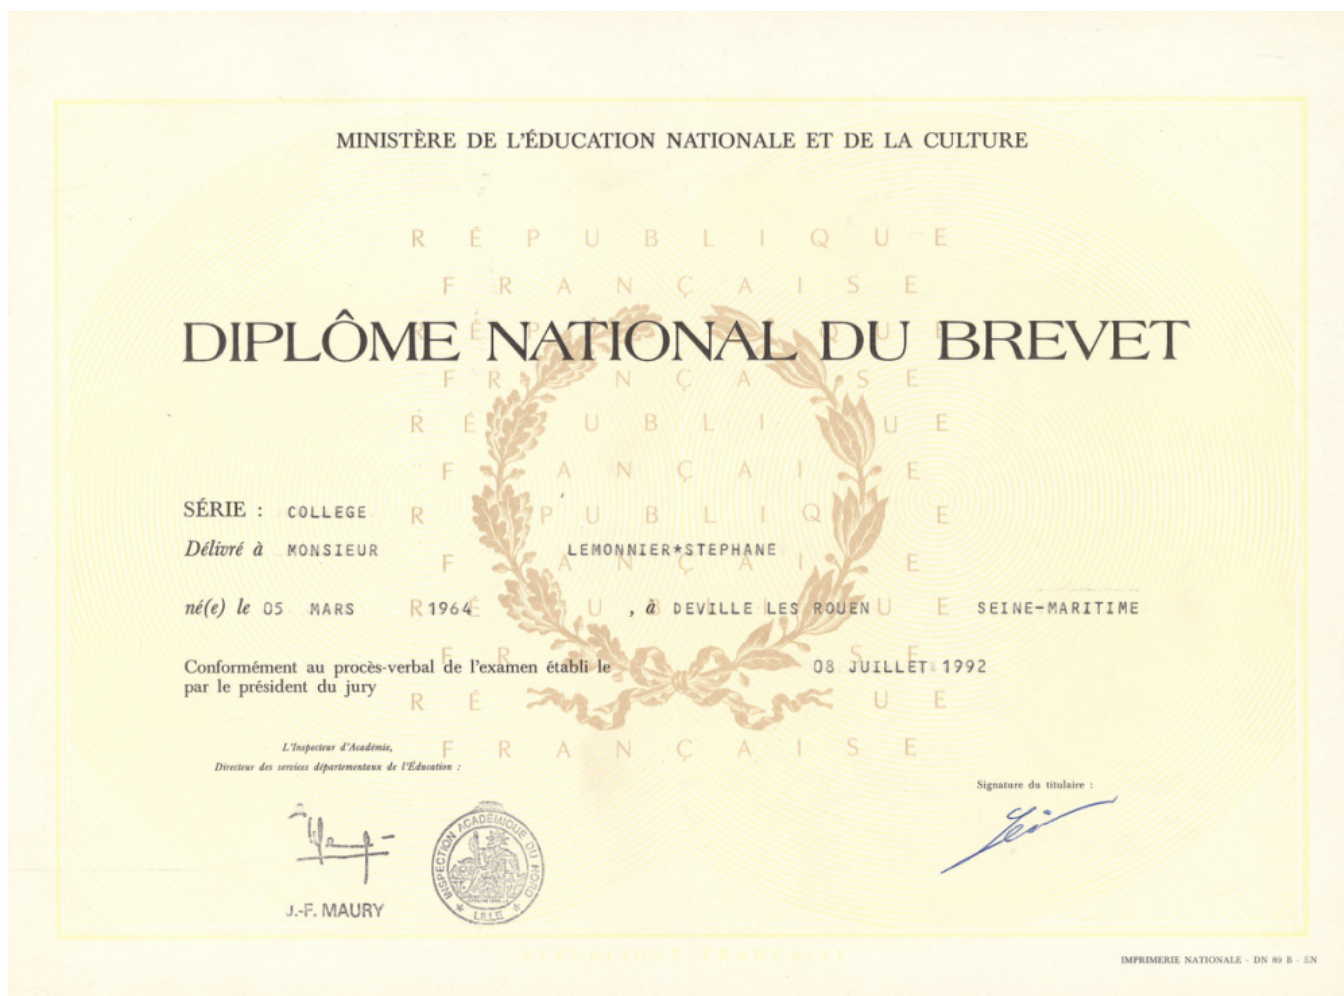 MINISTÈRE DE L'ÉDUCATION NATIONALE ET DE LA CULTURE
RÉPUBLIQUE
FRANÇAISE
DIPLÔME NATIONAL DU BREVET
SÉRIE : COLLEGE
Délivré à MONSIEUR LEMONNIER*STEPHANE
né(e) le 05 MARS 1964 , à DEVILLE LES ROUEN SEINE-MARITIME
Conformément au procès-verbal de l'examen établi le 08 JUILLET 1992
par le président du jury
L'Inspecteur d'Académie,
Directeur des services départementaux de l'Éducation :
Signature du titulaire :
INSPECTION ACADÉMIQUE DU NORD
* LILLE *
J.-F. MAURY
RÉPUBLIQUE FRANÇAISE
IMPRIMERIE NATIONALE - DN 89 B - EN